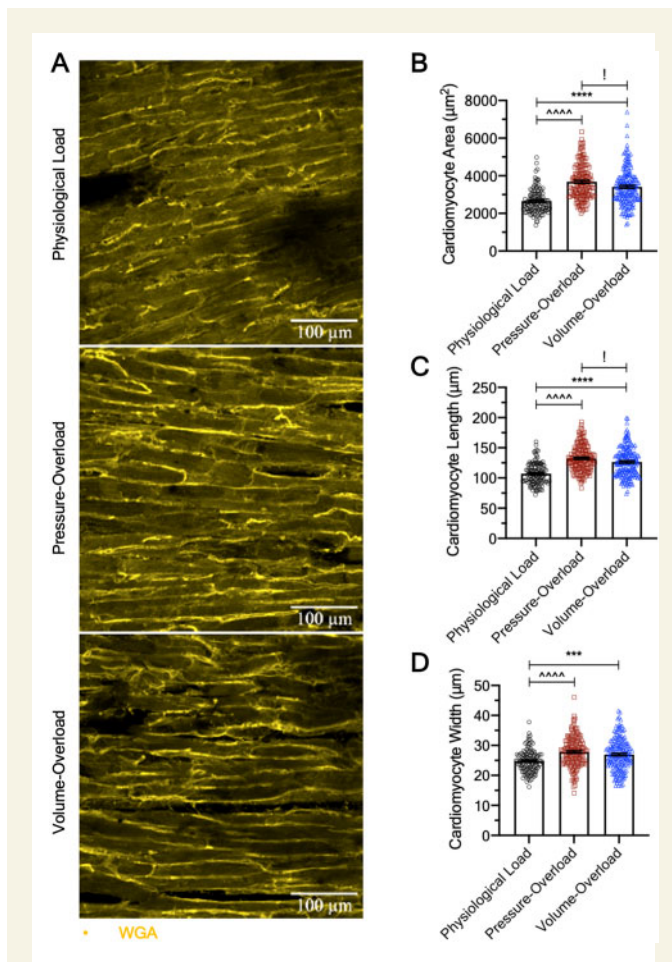 A
Physiological Load
100 µm
Pressure-Overload
100 µm
Volume-Overload
100 µm
• WGA
B
!
****
^^^^
Cardiomyocyte Area (µm²)
8000
6000
4000
2000
0
Physiological Load
Pressure-Overload
Volume-Overload
C
!
****
^^^^
Cardiomyocyte Length (µm)
250
200
150
100
50
0
Physiological Load
Pressure-Overload
Volume-Overload
D
***
^^^^
Cardiomyocyte Width (µm)
50
40
30
20
10
0
Physiological Load
Pressure-Overload
Volume-Overload